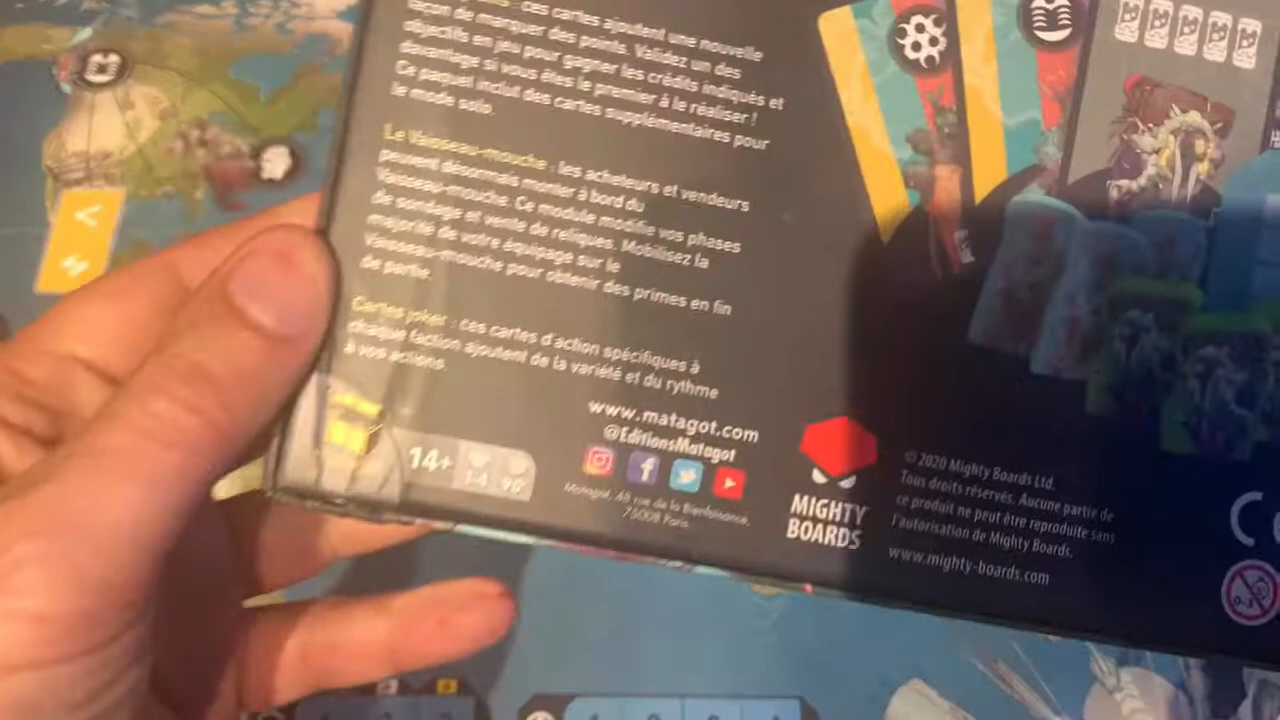 ces cartes ajoutent une nouvelle
façon de marquer des points. Validez un des
objectifs en jeu pour gagner les crédits indiqués et
davantage si vous êtes le premier à le réaliser !
Ce paquet inclut des cartes supplémentaires pour
le mode solo.
Le Vaisseau-mouche : les acheteurs et vendeurs
peuvent désormais monter à bord du
Vaisseau-mouche. Ce module modifie vos phases
de sondage et vente de reliques. Mobilisez la
majorité de votre équipage sur le
Vaisseau-mouche pour obtenir des primes en fin
de partie.
Cartes joker : ces cartes d'action spécifiques à
chaque faction ajoutent de la variété et du rythme
à vos actions.
14+
1-4
90'
www.matagot.com
@EditionsMatagot
Matagot, 48 rue de la Bienfaisance,
75008 Paris
MIGHTY
BOARDS
© 2020 Mighty Boards Ltd.
Tous droits réservés. Aucune partie de
ce produit ne peut être reproduite sans
l'autorisation de Mighty Boards.
www.mighty-boards.com
0-3